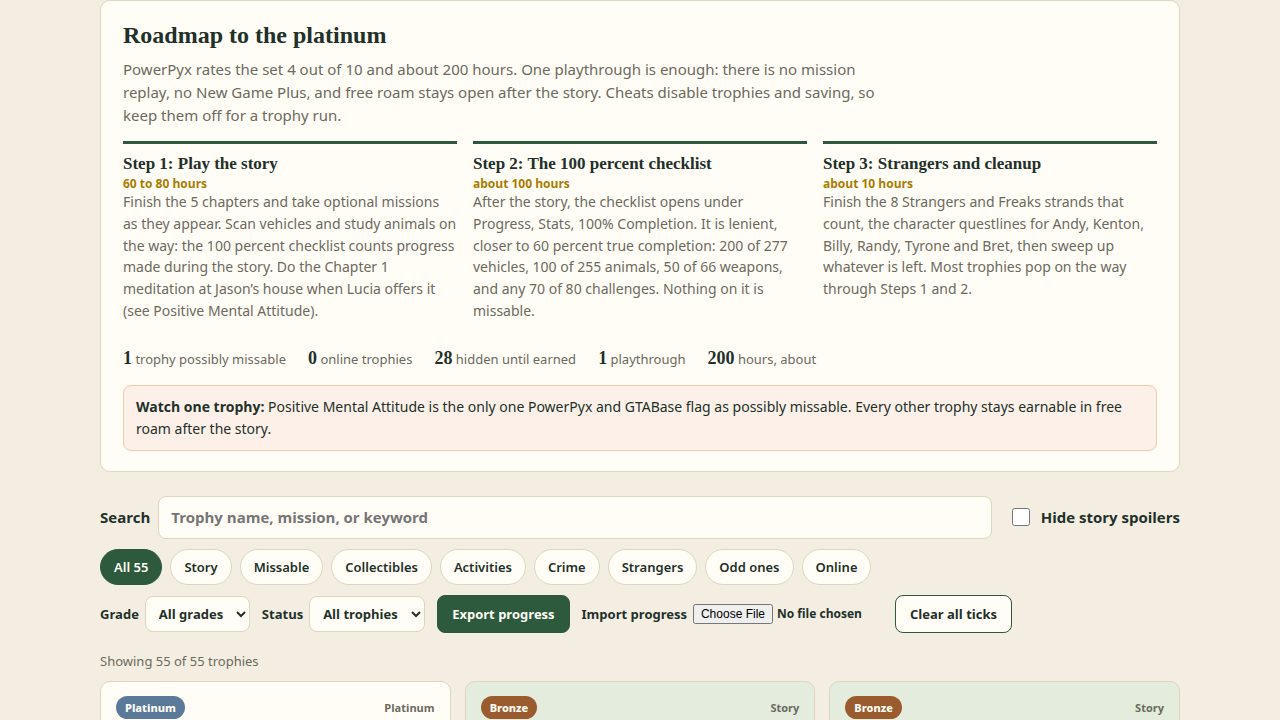 Roadmap to the platinum
PowerPyx rates the set 4 out of 10 and about 200 hours. One playthrough is enough: there is no mission
replay, no New Game Plus, and free roam stays open after the story. Cheats disable trophies and saving, so
keep them off for a trophy run.
Step 1: Play the story
60 to 80 hours
Finish the 5 chapters and take optional missions
as they appear. Scan vehicles and study animals on
the way: the 100 percent checklist counts progress
made during the story. Do the Chapter 1
meditation at Jason’s house when Lucia offers it
(see Positive Mental Attitude).
Step 2: The 100 percent checklist
about 100 hours
After the story, the checklist opens under
Progress, Stats, 100% Completion. It is lenient,
closer to 60 percent true completion: 200 of 277
vehicles, 100 of 255 animals, 50 of 66 weapons,
and any 70 of 80 challenges. Nothing on it is
missable.
Step 3: Strangers and cleanup
about 10 hours
Finish the 8 Strangers and Freaks strands that
count, the character questlines for Andy, Kenton,
Billy, Randy, Tyrone and Bret, then sweep up
whatever is left. Most trophies pop on the way
through Steps 1 and 2.
1 trophy possibly missable 0 online trophies 28 hidden until earned 1 playthrough 200 hours, about
Watch one trophy: Positive Mental Attitude is the only one PowerPyx and GTABase flag as possibly missable. Every other trophy stays earnable in free
roam after the story.
Search Trophy name, mission, or keyword Hide story spoilers
All 55 Story Missable Collectibles Activities Crime Strangers Odd ones Online
Grade All grades Status All trophies Export progress Import progress Choose File No file chosen Clear all ticks
Showing 55 of 55 trophies
Platinum Platinum Bronze Story Bronze Story